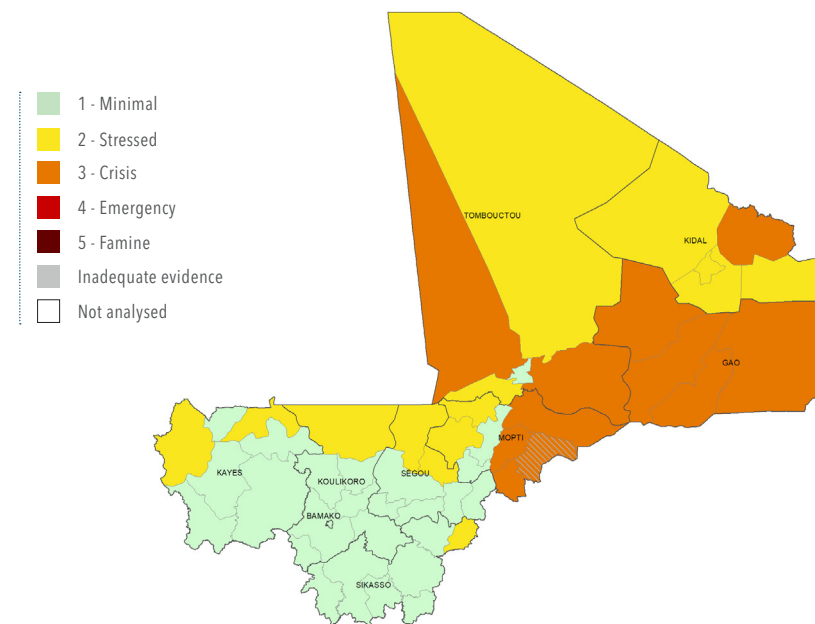 1 - Minimal
2 - Stressed
3 - Crisis
4 - Emergency
5 - Famine
Inadequate evidence
Not analysed
TOMBOUCTOU
KIDAL
GAO
MOPTI
SÉGOU
KAYES
KOULIKORO
BAMAKO
SIKASSO